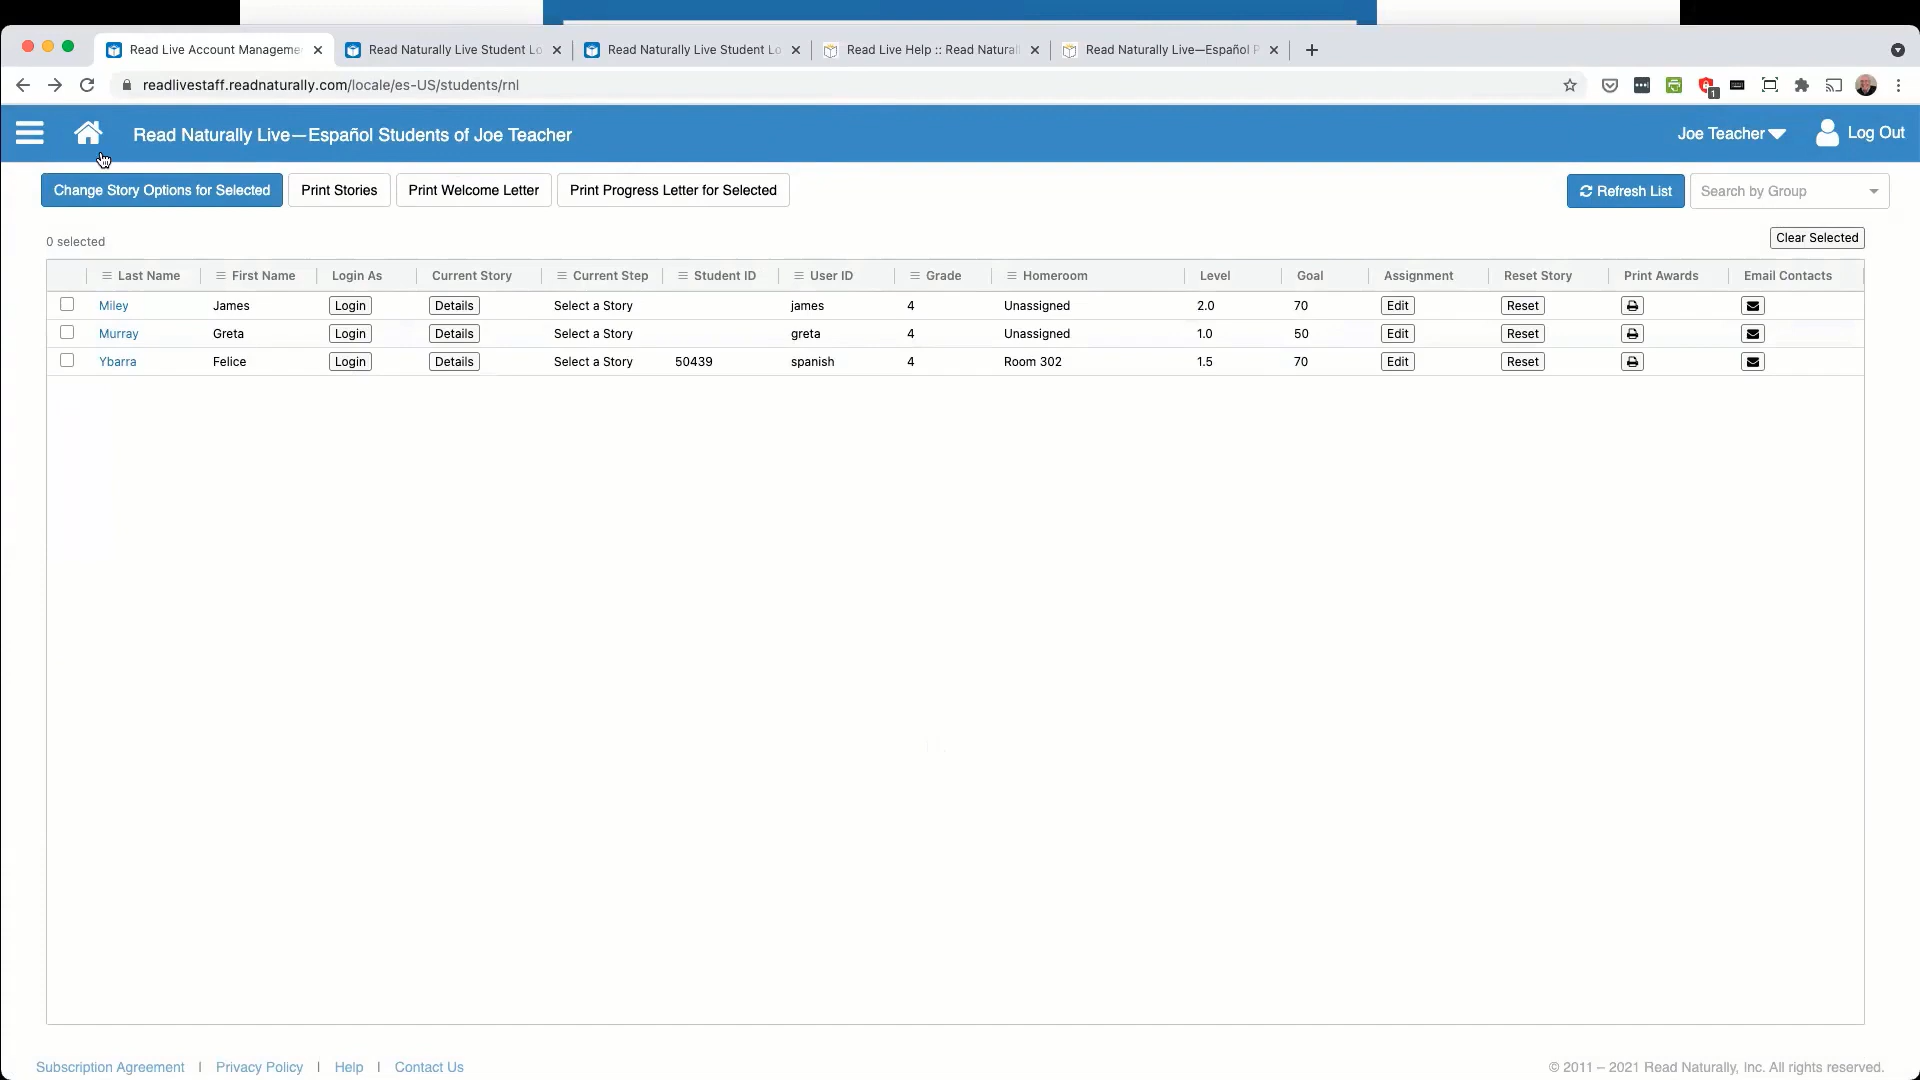 Read Live Account Manageme
Read Naturally Live Student Lo
Read Naturally Live Student Lo
Read Live Help :: Read Natural
Read Naturally Live—Español P
readlivestaff.readnaturally.com/locale/es-US/students/rnl
1
Read Naturally Live—Español Students of Joe Teacher
Joe Teacher
Log Out
Change Story Options for Selected
Print Stories
Print Welcome Letter
Print Progress Letter for Selected
Refresh List
Search by Group
0 selected
Clear Selected
Last Name First Name Login As Current Story Current Step Student ID User ID Grade Homeroom Level Goal Assignment Reset Story Print Awards Email Contacts
Miley James Login Details Select a Story james 4 Unassigned 2.0 70 Edit Reset
Murray Greta Login Details Select a Story greta 4 Unassigned 1.0 50 Edit Reset
Ybarra Felice Login Details Select a Story 50439 spanish 4 Room 302 1.5 70 Edit Reset
Subscription Agreement | Privacy Policy | Help | Contact Us
© 2011 – 2021 Read Naturally, Inc. All rights reserved.